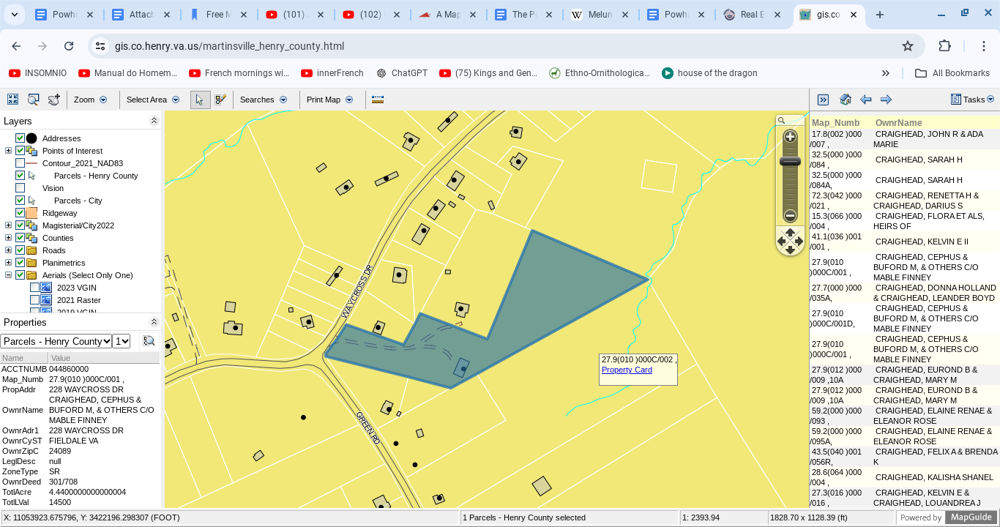 Powha
Attach
Free M
(101)
(102)
A Map
The P
Melun
Powha
Real E
gis.co
gis.co.henry.va.us/martinsville_henry_county.html
INSOMNIO
Manual do Homem...
French mornings wi...
innerFrench
ChatGPT
(75) Kings and Gen...
Ethno-Ornithologica...
house of the dragon
All Bookmarks
Zoom
Select Area
Searches
Print Map
Tasks
Layers
Addresses
Points of Interest
Contour_2021_NAD83
Parcels - Henry County
Vision
Parcels - City
Ridgeway
Magisterial/City2022
Counties
Roads
Planimetrics
Aerials (Select Only One)
2023 VGIN
2021 Raster
2019 VGIN
Properties
Parcels - Henry County
1
Name Value
ACCTNUMB 044860000
Map_Numb 27.9(010 )000C/001 ,
PropAddr 228 WAYCROSS DR
OwnrName CRAIGHEAD, CEPHUS &
BUFORD M, & OTHERS C/O
MABLE FINNEY
OwnrAdr1 228 WAYCROSS DR
OwnrCyST FIELDALE VA
OwnrZipC 24089
LeglDesc null
ZoneType SR
OwnrDeed 301/708
TotlAcre 4.4400000000000004
TotlLVal 14500
WAYCROSS DR
GREEN RD
27.9(010 )000C/002 ,
Property Card
Map_Numb OwnrName
17.8(002 )000 /007 , CRAIGHEAD, JOHN R & ADA MARIE
32.5(000 )000 /084 , CRAIGHEAD, SARAH H
32.5(000 )000 /084A, CRAIGHEAD, SARAH H
72.3(042 )000 /021 , CRAIGHEAD, RENETTA H & CRAIGHEAD, DARIUS S
15.3(066 )000 /004 , CRAIGHEAD, FLORA ET ALS, HEIRS OF
41.1(036 )001 /001 , CRAIGHEAD, KELVIN E II
27.9(010 )000C/001 , CRAIGHEAD, CEPHUS & BUFORD M, & OTHERS C/O MABLE FINNEY
27.7(000 )000 /035A, CRAIGHEAD, DONNA HOLLAND & CRAIGHEAD, LEANDER BOYD
27.9(010 )000C/001D, CRAIGHEAD, CEPHUS & BUFORD M, & OTHERS C/O MABLE FINNEY
27.9(010 )000C/001 , CRAIGHEAD, CEPHUS & BUFORD M, & OTHERS C/O MABLE FINNEY
27.9(012 )000 /009 ,10A CRAIGHEAD, EUROND B & CRAIGHEAD, MARY M
27.9(012 )000 /009 ,10A CRAIGHEAD, EUROND B & CRAIGHEAD, MARY M
59.2(000 )000 /093 , CRAIGHEAD, ELAINE RENAE & ELEANOR ROSE
59.2(000 )000 /095A, CRAIGHEAD, ELAINE RENAE & ELEANOR ROSE
43.5(040 )001 /056R, CRAIGHEAD, FELIX A & BRENDA K
28.6(064 )000 /004 , CRAIGHEAD, KALISHA SHANEL
27.3(016 )000 /016 , CRAIGHEAD, KELVIN E & CRAIGHEAD, LOUANDREA J
X: 11053923.675796, Y: 3422196.298307 (FOOT)
1 Parcels - Henry County selected
1: 2393.94
1828.70 x 1128.39 (ft)
Powered by MapGuide